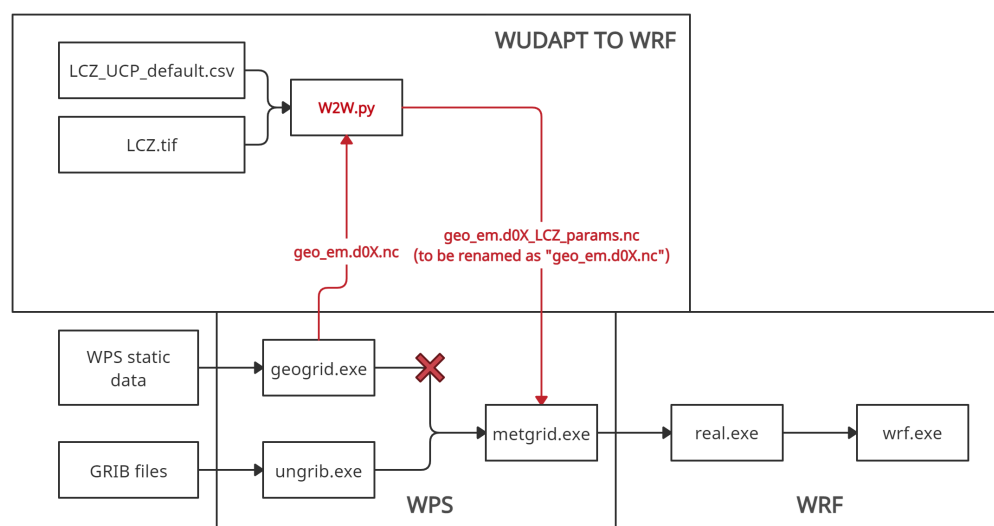 WUDAPT TO WRF
LCZ_UCP_default.csv
W2W.py
LCZ.tif
geo_em.d0X.nc
geo_em.d0X_LCZ_params.nc
(to be renamed as "geo_em.d0X.nc")
WPS static
data
geogrid.exe
metgrid.exe
real.exe
wrf.exe
GRIB files
ungrib.exe
WPS
WRF